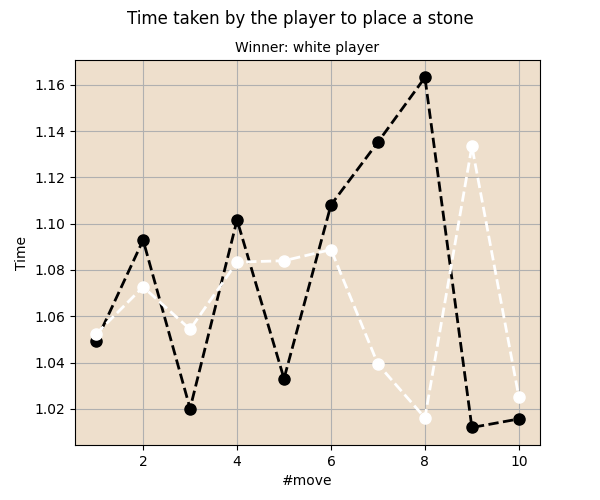 Time taken by the player to place a stone
Winner: white player
1.16
1.14
1.12
1.10
1.08
1.06
1.04
1.02
Time
2 4 6 8 10
#move